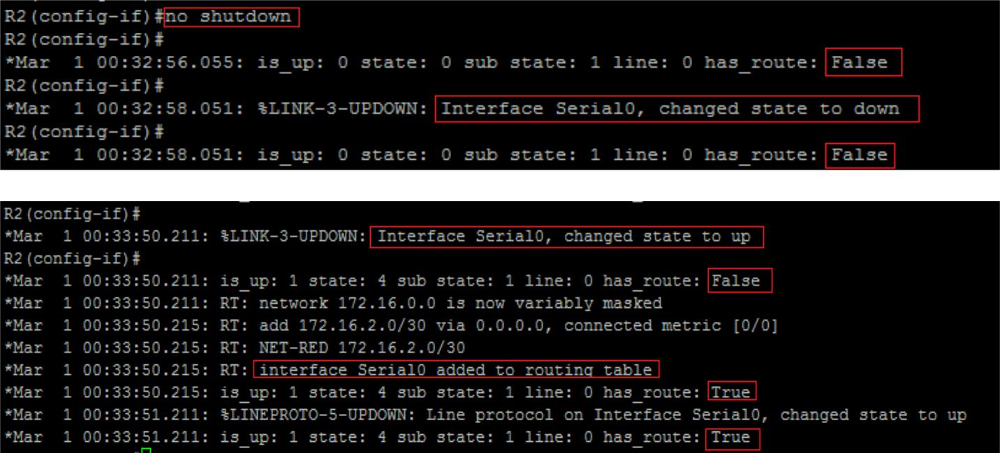 R2(config-if)#no shutdown
R2(config-if)#
*Mar  1 00:32:56.055: is_up: 0 state: 0 sub state: 1 line: 0 has_route: False
R2(config-if)#
*Mar  1 00:32:58.051: %LINK-3-UPDOWN: Interface Serial0, changed state to down
R2(config-if)#
*Mar  1 00:32:58.051: is_up: 0 state: 0 sub state: 1 line: 0 has_route: False
R2(config-if)#
*Mar  1 00:33:50.211: %LINK-3-UPDOWN: Interface Serial0, changed state to up
R2(config-if)#
*Mar  1 00:33:50.211: is_up: 1 state: 4 sub state: 1 line: 0 has_route: False
*Mar  1 00:33:50.211: RT: network 172.16.0.0 is now variably masked
*Mar  1 00:33:50.215: RT: add 172.16.2.0/30 via 0.0.0.0, connected metric [0/0]
*Mar  1 00:33:50.215: RT: NET-RED 172.16.2.0/30
*Mar  1 00:33:50.215: RT: interface Serial0 added to routing table
*Mar  1 00:33:50.215: is_up: 1 state: 4 sub state: 1 line: 0 has_route: True
*Mar  1 00:33:51.211: %LINEPROTO-5-UPDOWN: Line protocol on Interface Serial0, changed state to up
*Mar  1 00:33:51.211: is_up: 1 state: 4 sub state: 1 line: 0 has_route: True